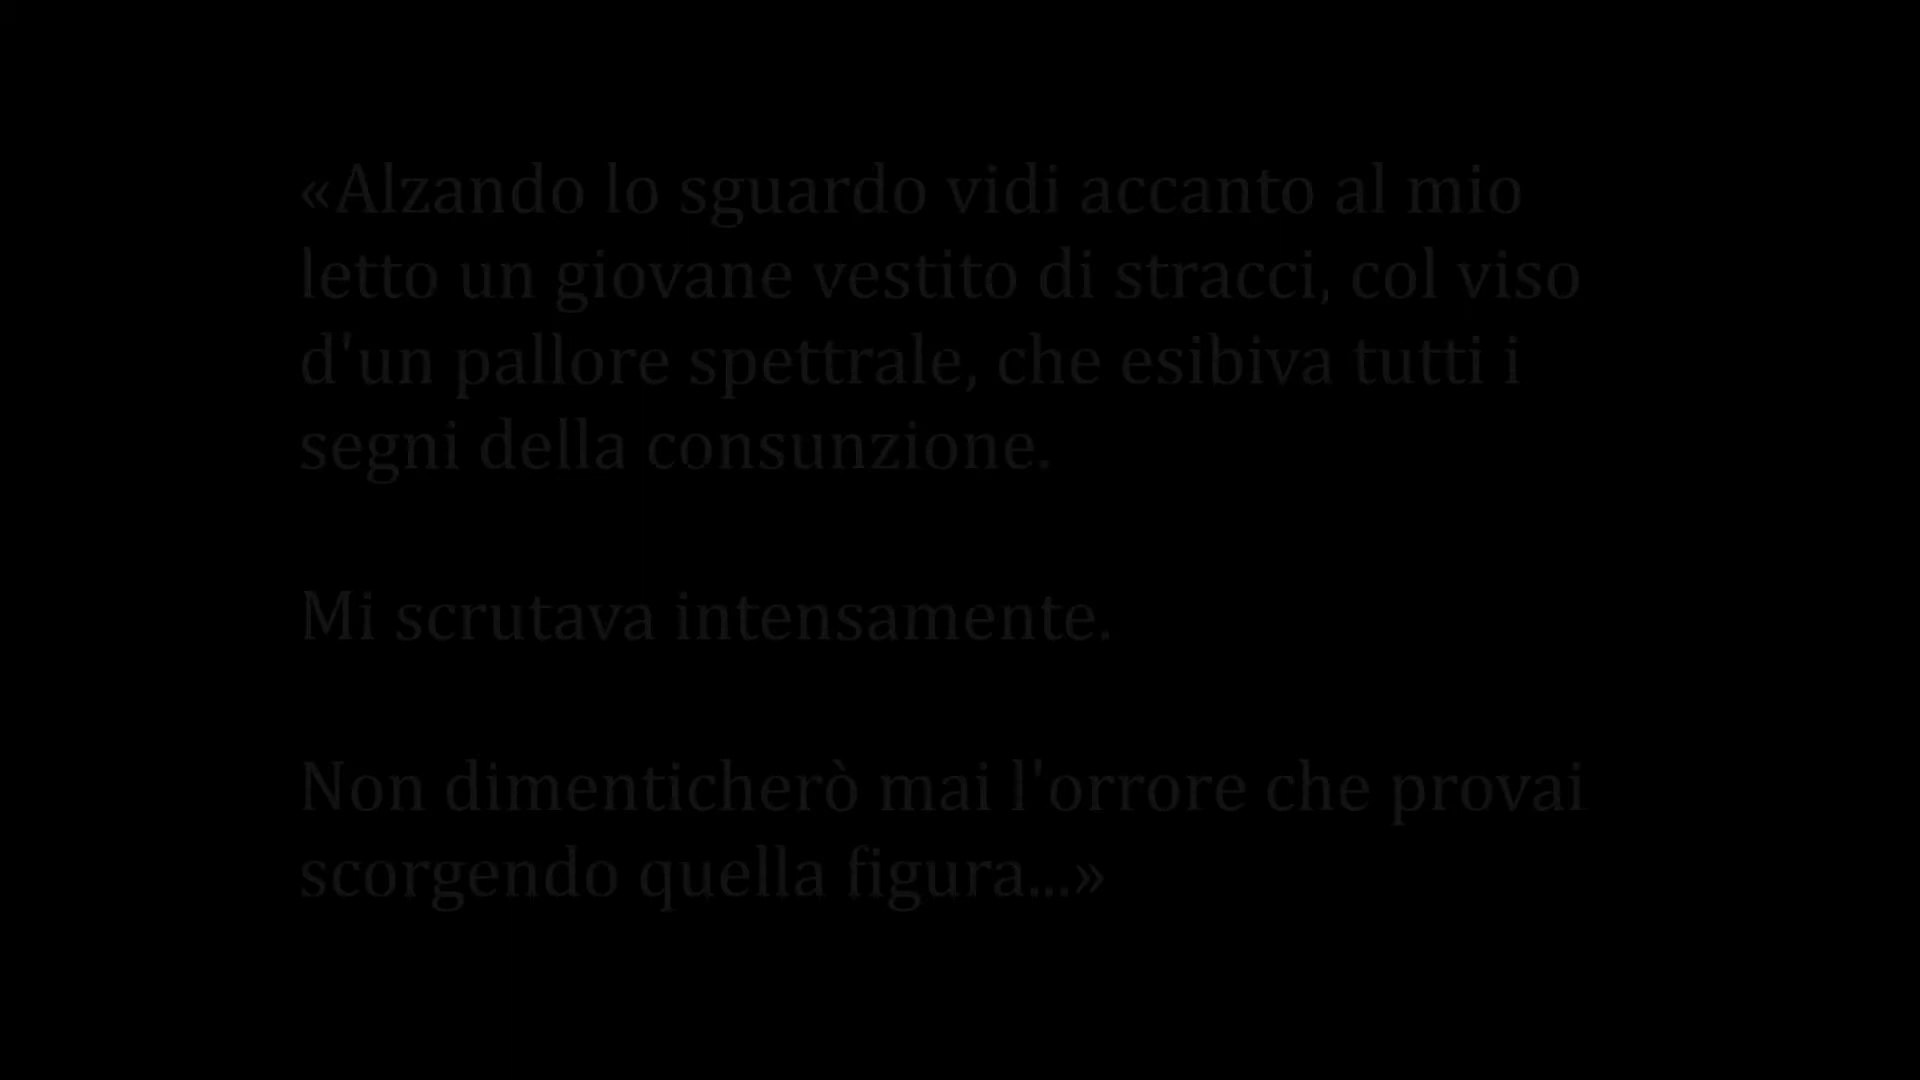 «Alzando lo sguardo vidi accanto al mio
letto un giovane vestito di stracci, col viso
d'un pallore spettrale, che esibiva tutti i
segni della consunzione.
Mi scrutava intensamente.
Non dimenticherò mai l'orrore che provai
scorgendo quella figura...»